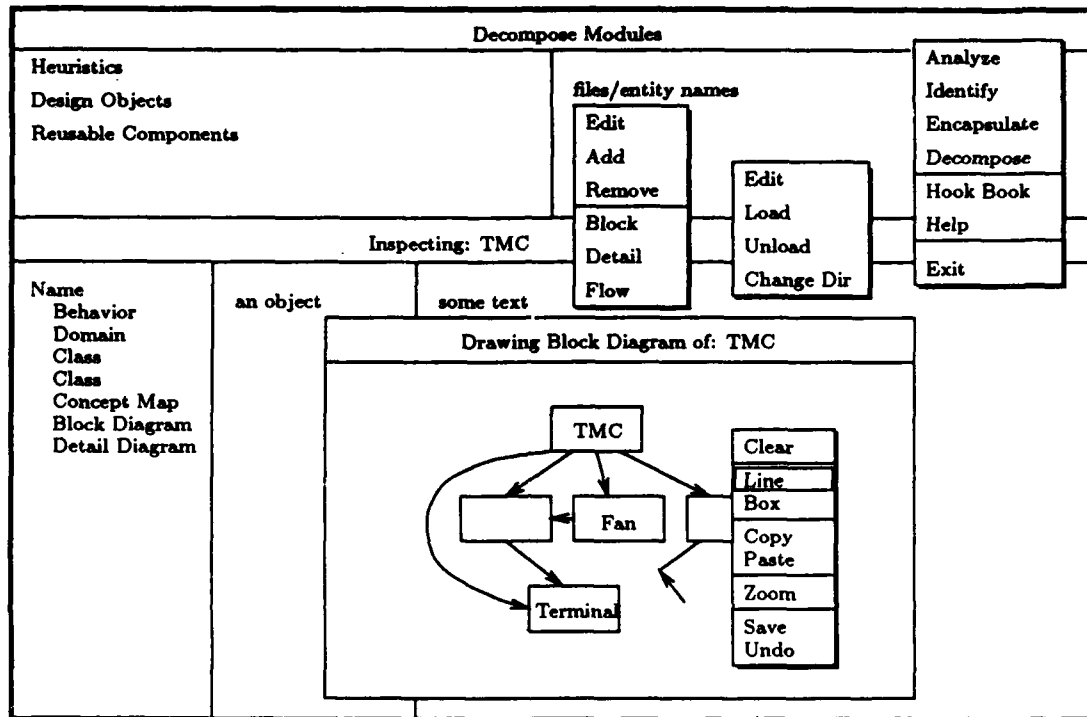 Decompose Modules
Heuristics
Design Objects
Reusable Components
files/entity names
Edit
Add
Remove
Block
Detail
Flow
Edit
Load
Unload
Change Dir
Analyze
Identify
Encapsulate
Decompose
Hook Book
Help
Exit
Inspecting: TMC
Name
Behavior
Domain
Class
Class
Concept Map
Block Diagram
Detail Diagram
an object
some text
Drawing Block Diagram of: TMC
TMC
Fan
Terminal
Clear
Line
Box
Copy
Paste
Zoom
Save
Undo